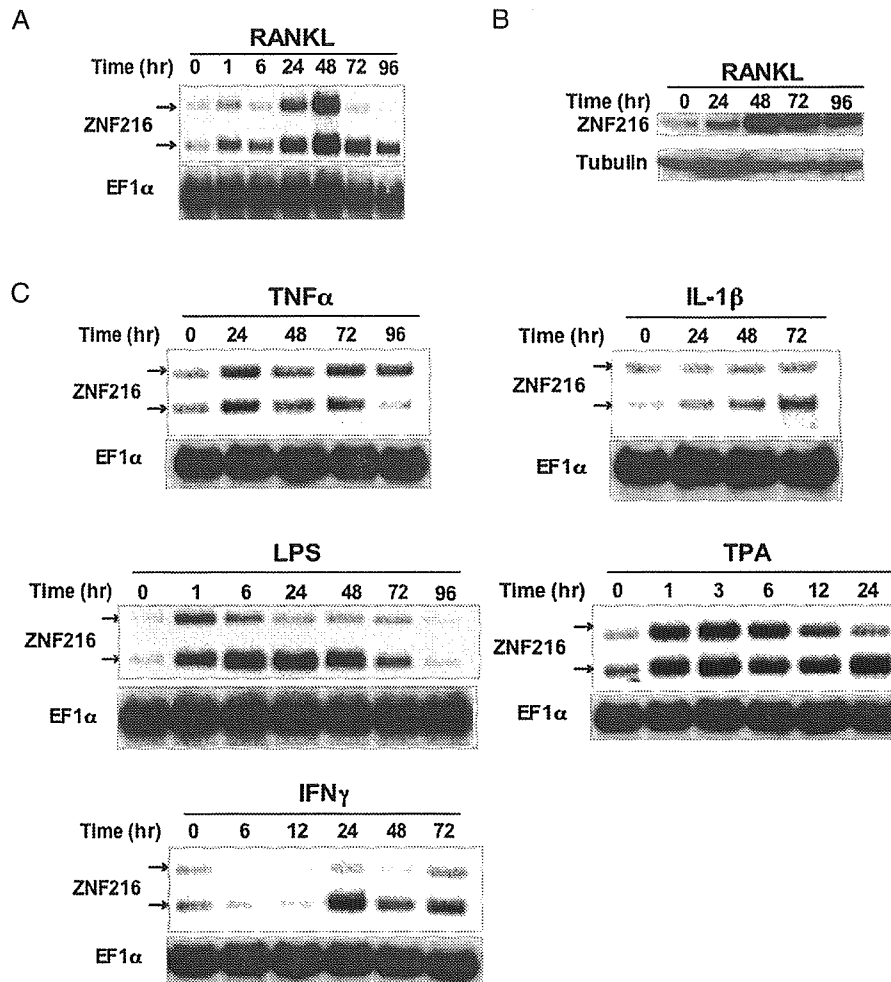 A
RANKL
Time (hr) 0 1 6 24 48 72 96
ZNF216
EF1α
B
RANKL
Time (hr) 0 24 48 72 96
ZNF216
Tubulin
C
TNFα
Time (hr) 0 24 48 72 96
ZNF216
EF1α
IL-1β
Time (hr) 0 24 48 72
ZNF216
EF1α
LPS
Time (hr) 0 1 6 24 48 72 96
ZNF216
EF1α
TPA
Time (hr) 0 1 3 6 12 24
ZNF216
EF1α
IFNγ
Time (hr) 0 6 12 24 48 72
ZNF216
EF1α